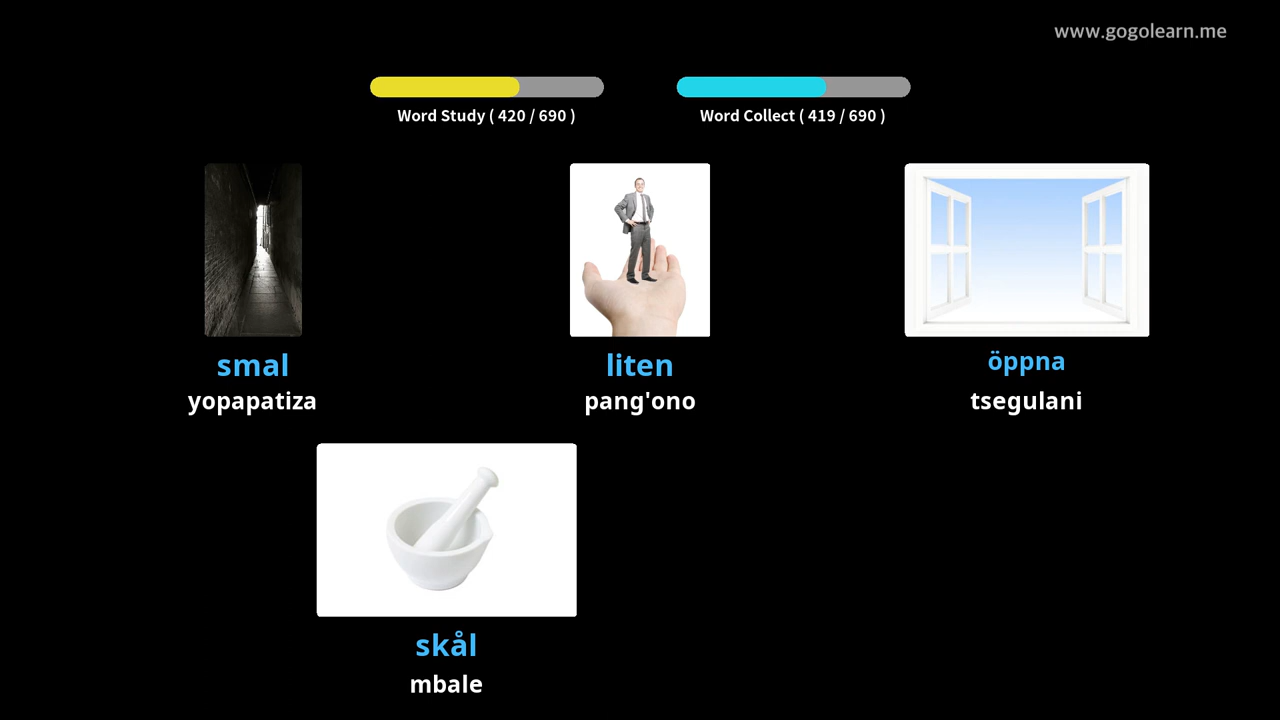 www.gogolearn.me
Word Study ( 420 / 690 )
Word Collect ( 419 / 690 )
smal
yopapatiza
liten
pang'ono
öppna
tsegulani
skål
mbale